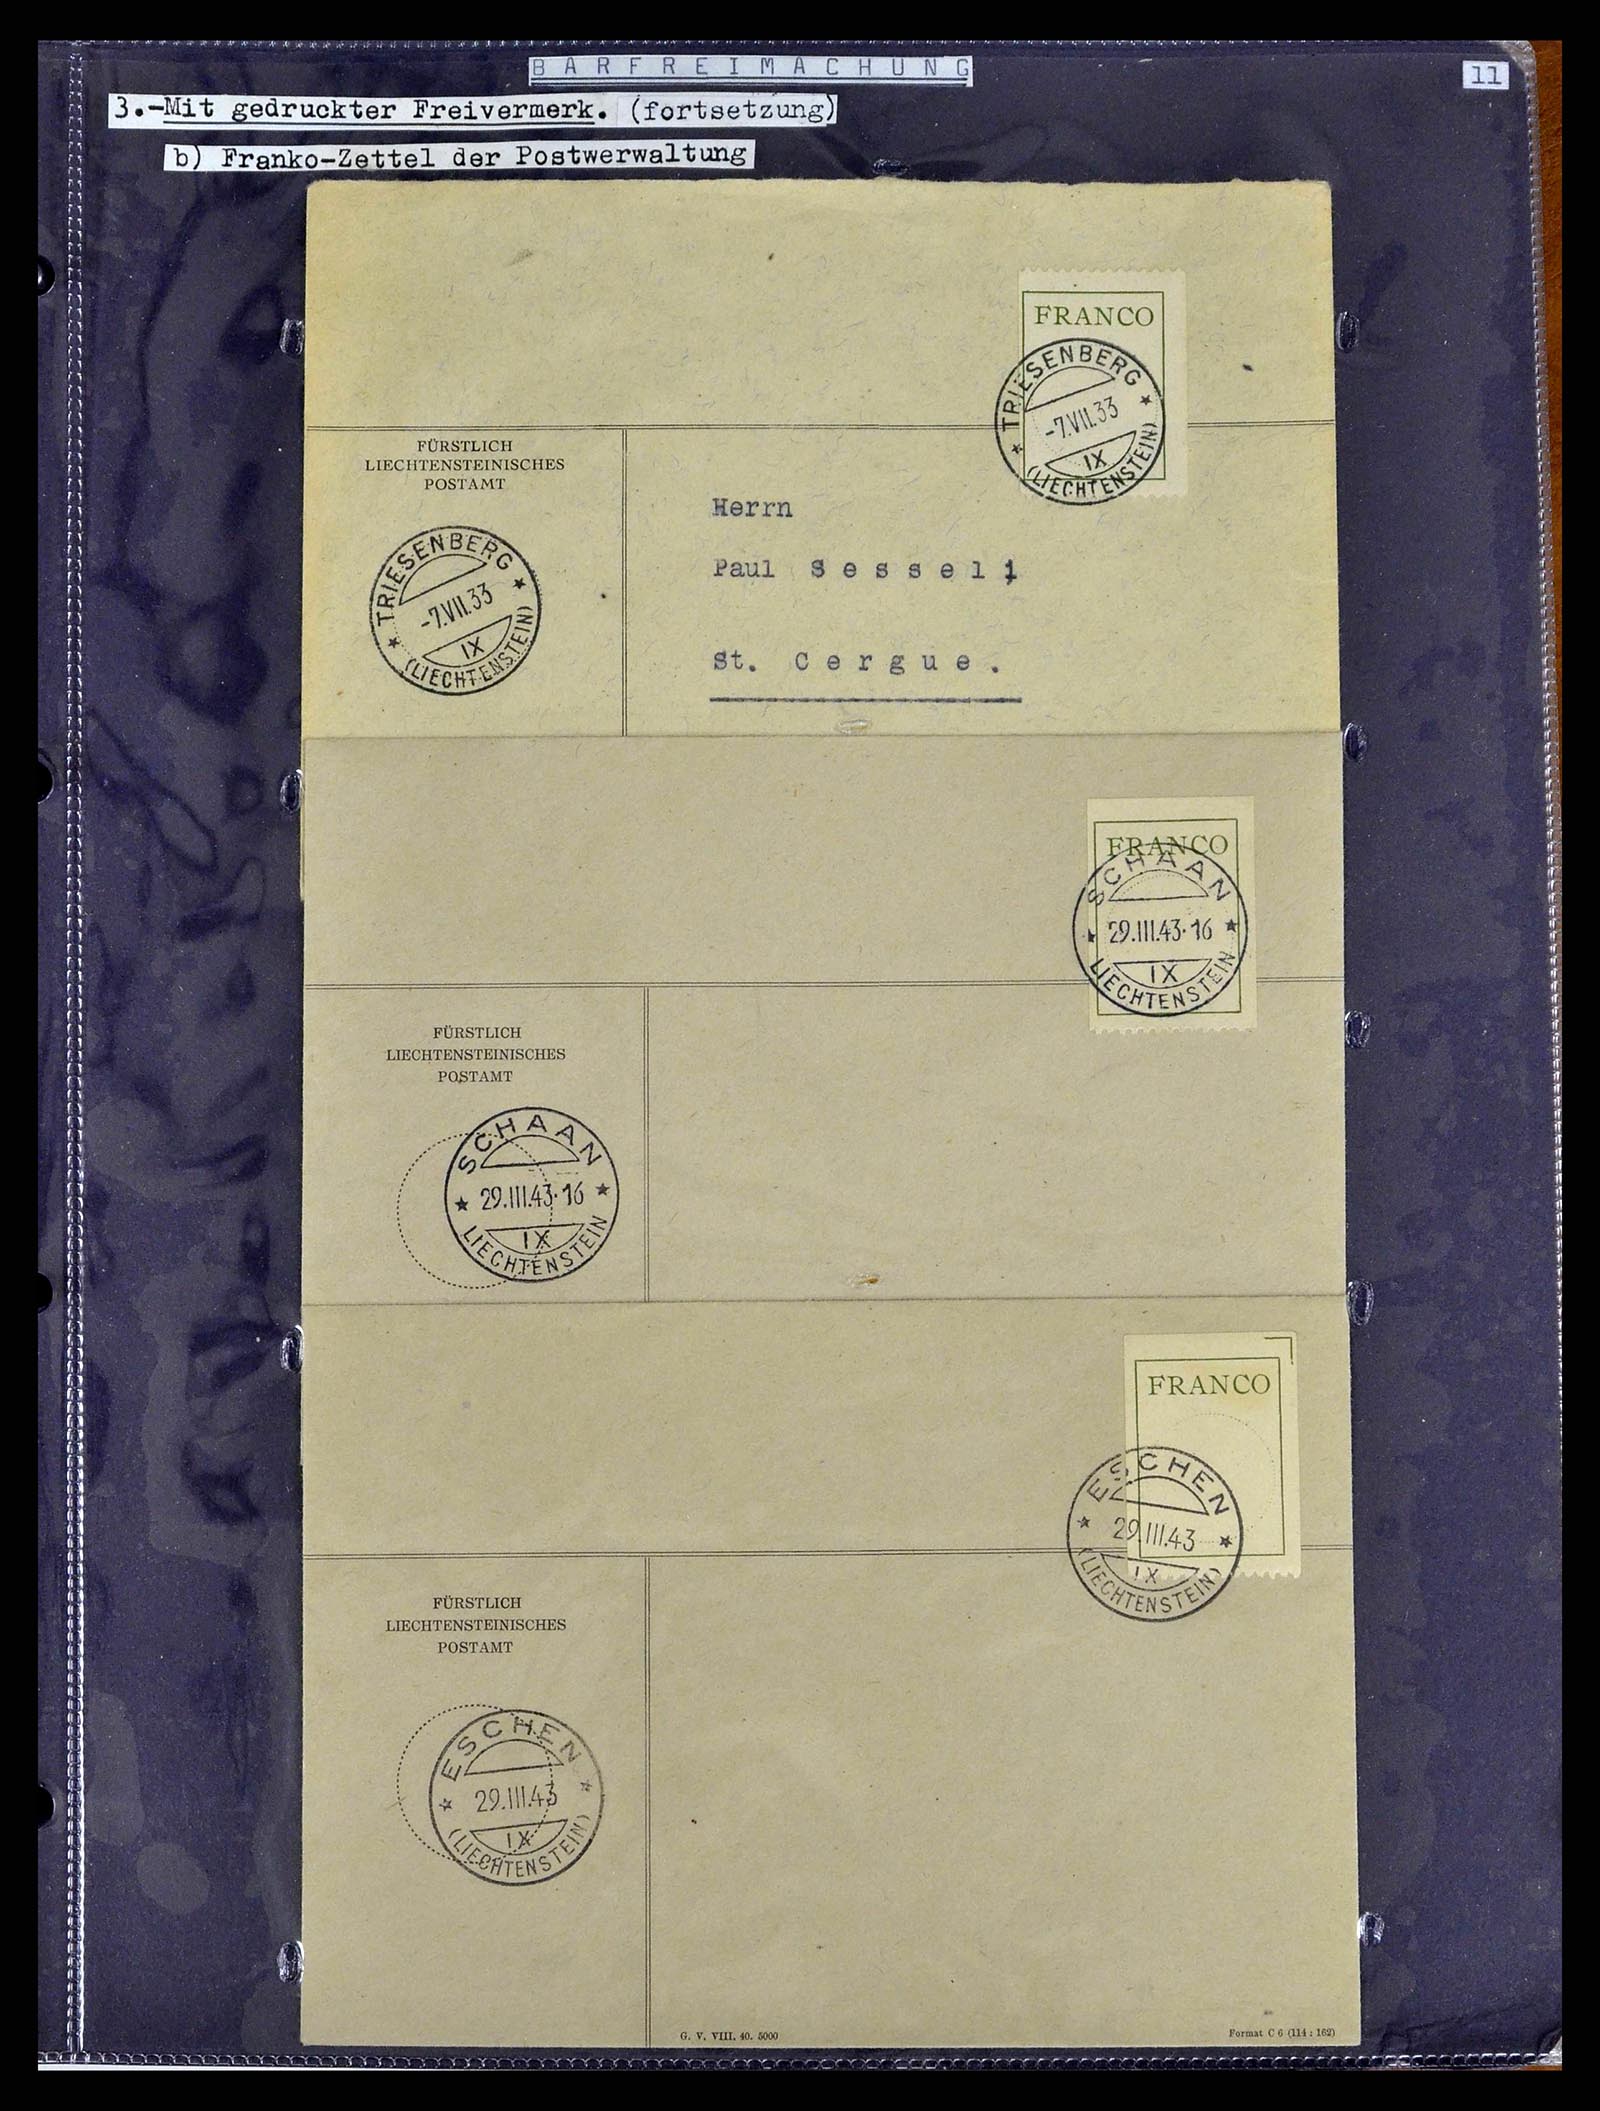 BARFREIMACHUNG
11
3.-Mit gedruckter Freivermerk. (fortsetzung)
b) Franko-Zettel der Postwerwaltung
FRANCO
TRIESENBERG
-7.VII.33
IX
(LIECHTENSTEIN)
FÜRSTLICH
LIECHTENSTEINISCHES
POSTAMT
TRIESENBERG
-7.VII.33
IX
(LIECHTENSTEIN)
Herrn
Paul Sesseli
St. Cergue.
FRANCO
SCHAAN
29.III.43·16
IX
LIECHTENSTEIN
FÜRSTLICH
LIECHTENSTEINISCHES
POSTAMT
SCHAAN
29.III.43·16
IX
LIECHTENSTEIN
FRANCO
ESCHEN
29.III.43
IX
(LIECHTENSTEIN)
FÜRSTLICH
LIECHTENSTEINISCHES
POSTAMT
ESCHEN
29.III.43
IX
(LIECHTENSTEIN)
G. V. VIII. 40. 5000
Format C 6 (114 : 162)